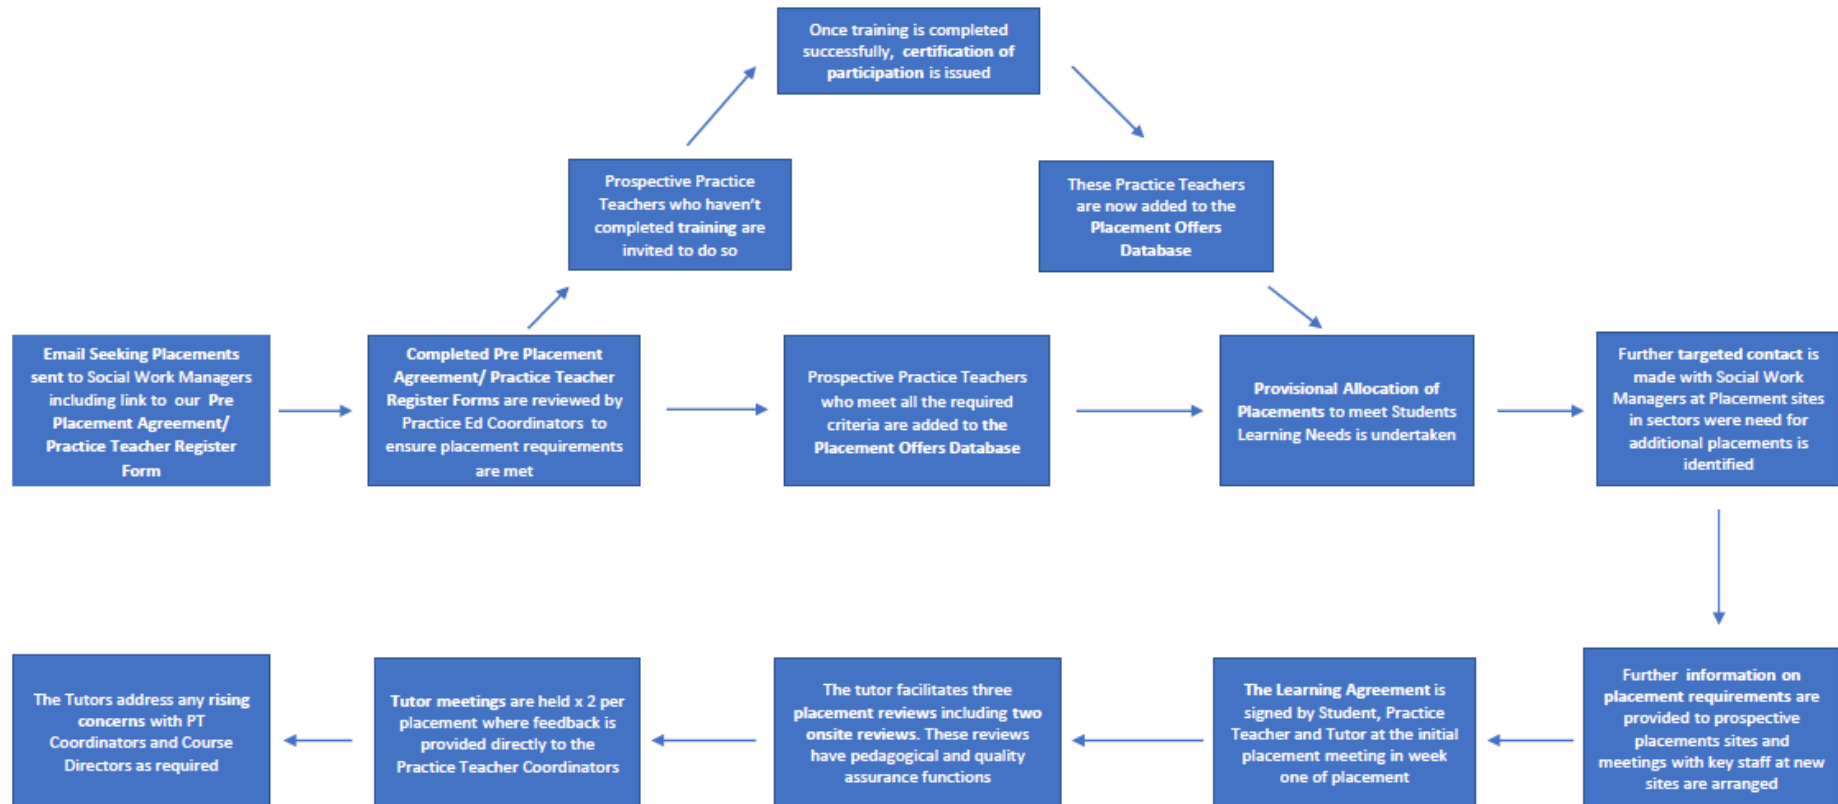 Once training is completed
successfully, certification of
participation is issued
Prospective Practice
Teachers who haven't
completed training are
invited to do so
These Practice Teachers
are now added to the
Placement Offers
Database
Email Seeking Placements
sent to Social Work Managers
including link to our Pre
Placement Agreement/
Practice Teacher Register
Form
Completed Pre Placement
Agreement/ Practice Teacher
Register Forms are reviewed by
Practice Ed Coordinators to
ensure placement requirements
are met
Prospective Practice Teachers
who meet all the required
criteria are added to the
Placement Offers Database
Provisional Allocation of
Placements to meet Students
Learning Needs is undertaken
Further targeted contact is
made with Social Work
Managers at Placement sites
in sectors were need for
additional placements is
identified
Further information on
placement requirements are
provided to prospective
placements sites and
meetings with key staff at new
sites are arranged
The Learning Agreement is
signed by Student, Practice
Teacher and Tutor at the initial
placement meeting in week
one of placement
The tutor facilitates three
placement reviews including two
onsite reviews. These reviews
have pedagogical and quality
assurance functions
Tutor meetings are held x 2 per
placement where feedback is
provided directly to the
Practice Teacher Coordinators
The Tutors address any rising
concerns with PT
Coordinators and Course
Directors as required